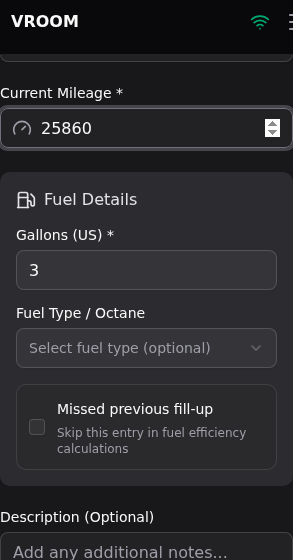 VROOM
Current Mileage *
25860
Fuel Details
Gallons (US) *
3
Fuel Type / Octane
Select fuel type (optional)
Missed previous fill-up
Skip this entry in fuel efficiency
calculations
Description (Optional)
Add any additional notes...